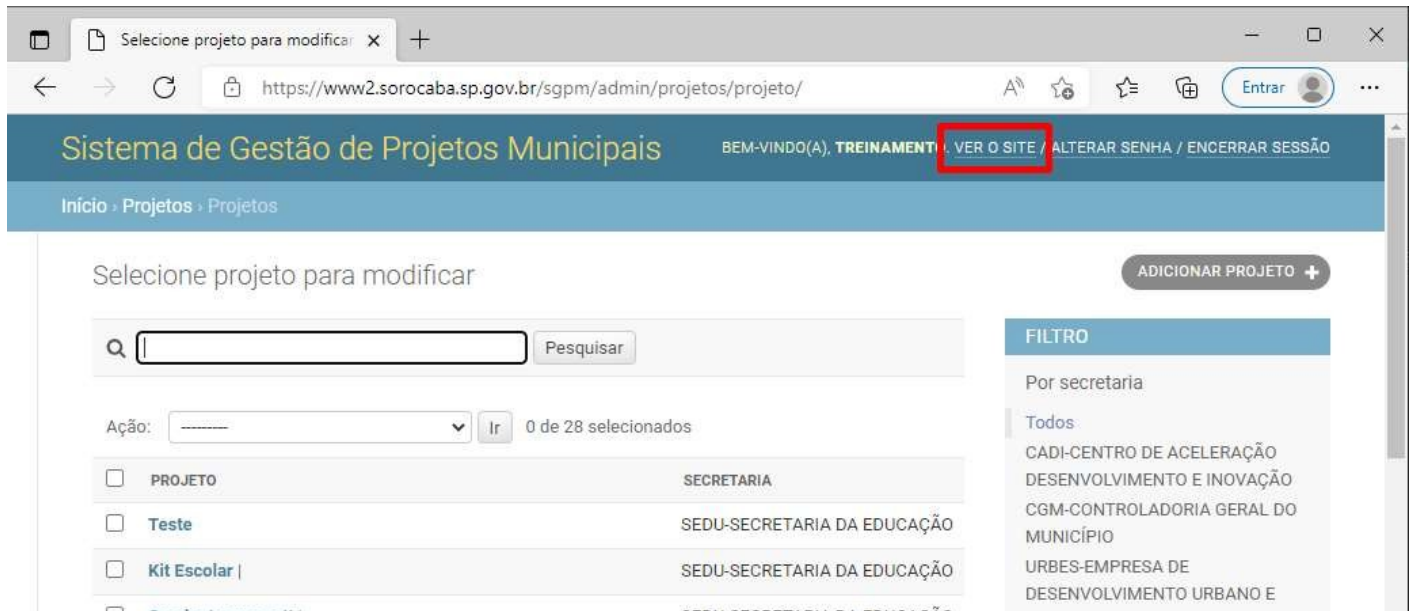 Selecione projeto para modificar
https://www2.sorocaba.sp.gov.br/sgpm/admin/projetos/projeto/
Entrar
Sistema de Gestão de Projetos Municipais
BEM-VINDO(A), TREINAMENTO. VER O SITE / ALTERAR SENHA / ENCERRAR SESSÃO
Início › Projetos › Projetos
Selecione projeto para modificar
ADICIONAR PROJETO +
Pesquisar
Ação: --------- Ir 0 de 28 selecionados
PROJETO SECRETARIA
Teste SEDU-SECRETARIA DA EDUCAÇÃO
Kit Escolar | SEDU-SECRETARIA DA EDUCAÇÃO
FILTRO
Por secretaria
Todos
CADI-CENTRO DE ACELERAÇÃO
DESENVOLVIMENTO E INOVAÇÃO
CGM-CONTROLADORIA GERAL DO
MUNICÍPIO
URBES-EMPRESA DE
DESENVOLVIMENTO URBANO E